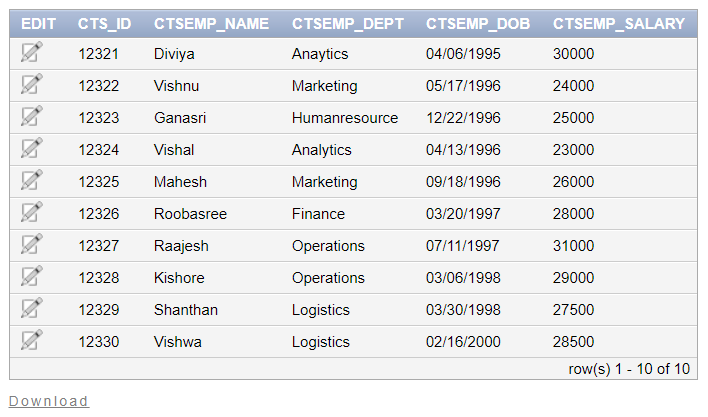 EDIT CTS_ID CTSEMP_NAME CTSEMP_DEPT CTSEMP_DOB CTSEMP_SALARY
12321 Diviya Anaytics 04/06/1995 30000
12322 Vishnu Marketing 05/17/1996 24000
12323 Ganasri Humanresource 12/22/1996 25000
12324 Vishal Analytics 04/13/1996 23000
12325 Mahesh Marketing 09/18/1996 26000
12326 Roobasree Finance 03/20/1997 28000
12327 Raajesh Operations 07/11/1997 31000
12328 Kishore Operations 03/06/1998 29000
12329 Shanthan Logistics 03/30/1998 27500
12330 Vishwa Logistics 02/16/2000 28500
row(s) 1 - 10 of 10
Download